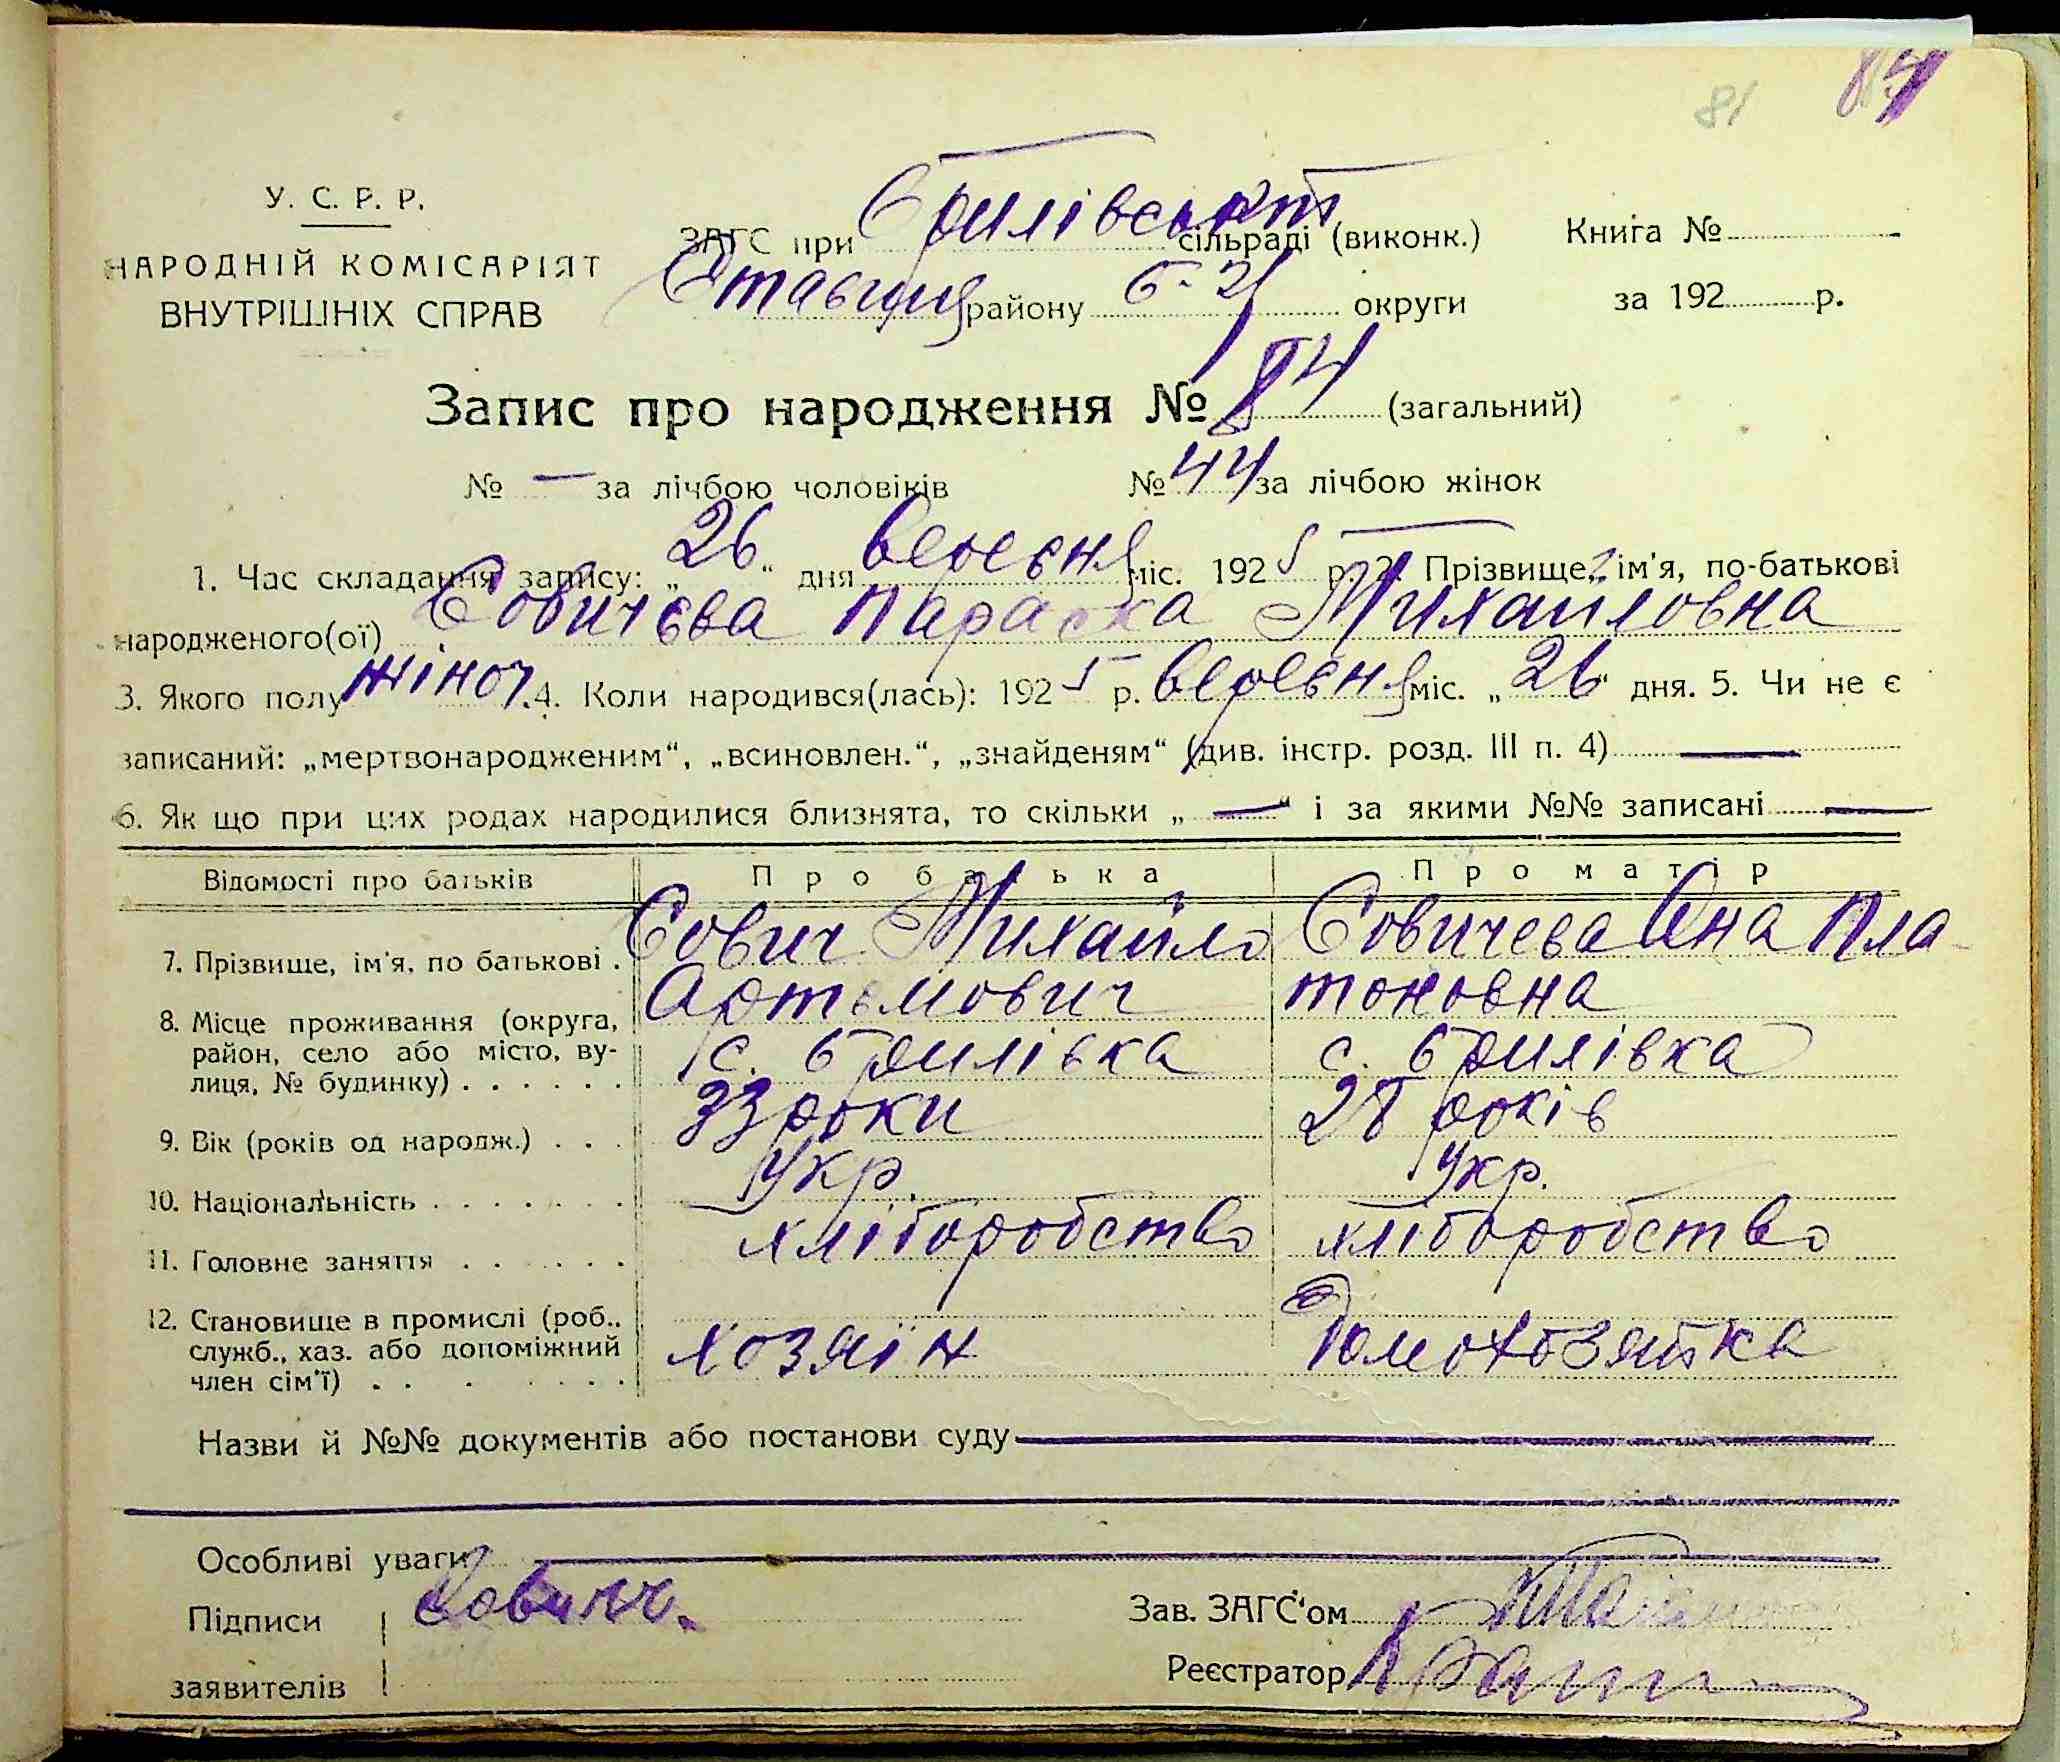 81 84
У. С. Р. Р.
НАРОДНІЙ КОМІСАРІЯТ
ВНУТРІШНІХ СПРАВ
ЗАГС при Брилівськ сільраді (виконк.) Книга №
Ставищ району Б-Ц округи за 192 р.
Запис про народження № 84 (загальний)
№ — за лічбою чоловіків № 44 за лічбою жінок
1. Час складання запису: „26“ дня вересня міс. 1925 р. 2. Прізвище, ім'я, по-батькові
народженого(ої) Совичева Параска Михайловна
3. Якого полу жіноч. 4. Коли народився(лась): 1925 р. вересня міс. „26“ дня. 5. Чи не є
записаний: „мертвонародженим“, „всиновлен.“, „знайденям“ (див. інстр. розд. III п. 4) —
6. Як що при цих родах народилися близнята, то скільки „—“ і за якими №№ записані —
Відомості про батьків Про батька Про матір
7. Прізвище, ім'я, по батькові . Сович Михайло Совичева Ана Пла-
Артемович тоновна
8. Місце проживання (округа, район, село або місто, вулиця, № будинку) . . . . . . с. Брилівка с. Брилівка
9. Вік (років од народж.) . . . 33 роки 28 років
10. Національність . . . . . . . Укр. Укр.
11. Головне заняття . . . . . . хліборобство хліборобство
12. Становище в промислі (роб., служб., хаз. або допоміжний член сім'ї) . . . . . . . хозяін домохозяйка
Назви й №№ документів або постанови суду
Особливі уваги
Підписи Сович. Зав. ЗАГС'ом
заявителів Реєстратор